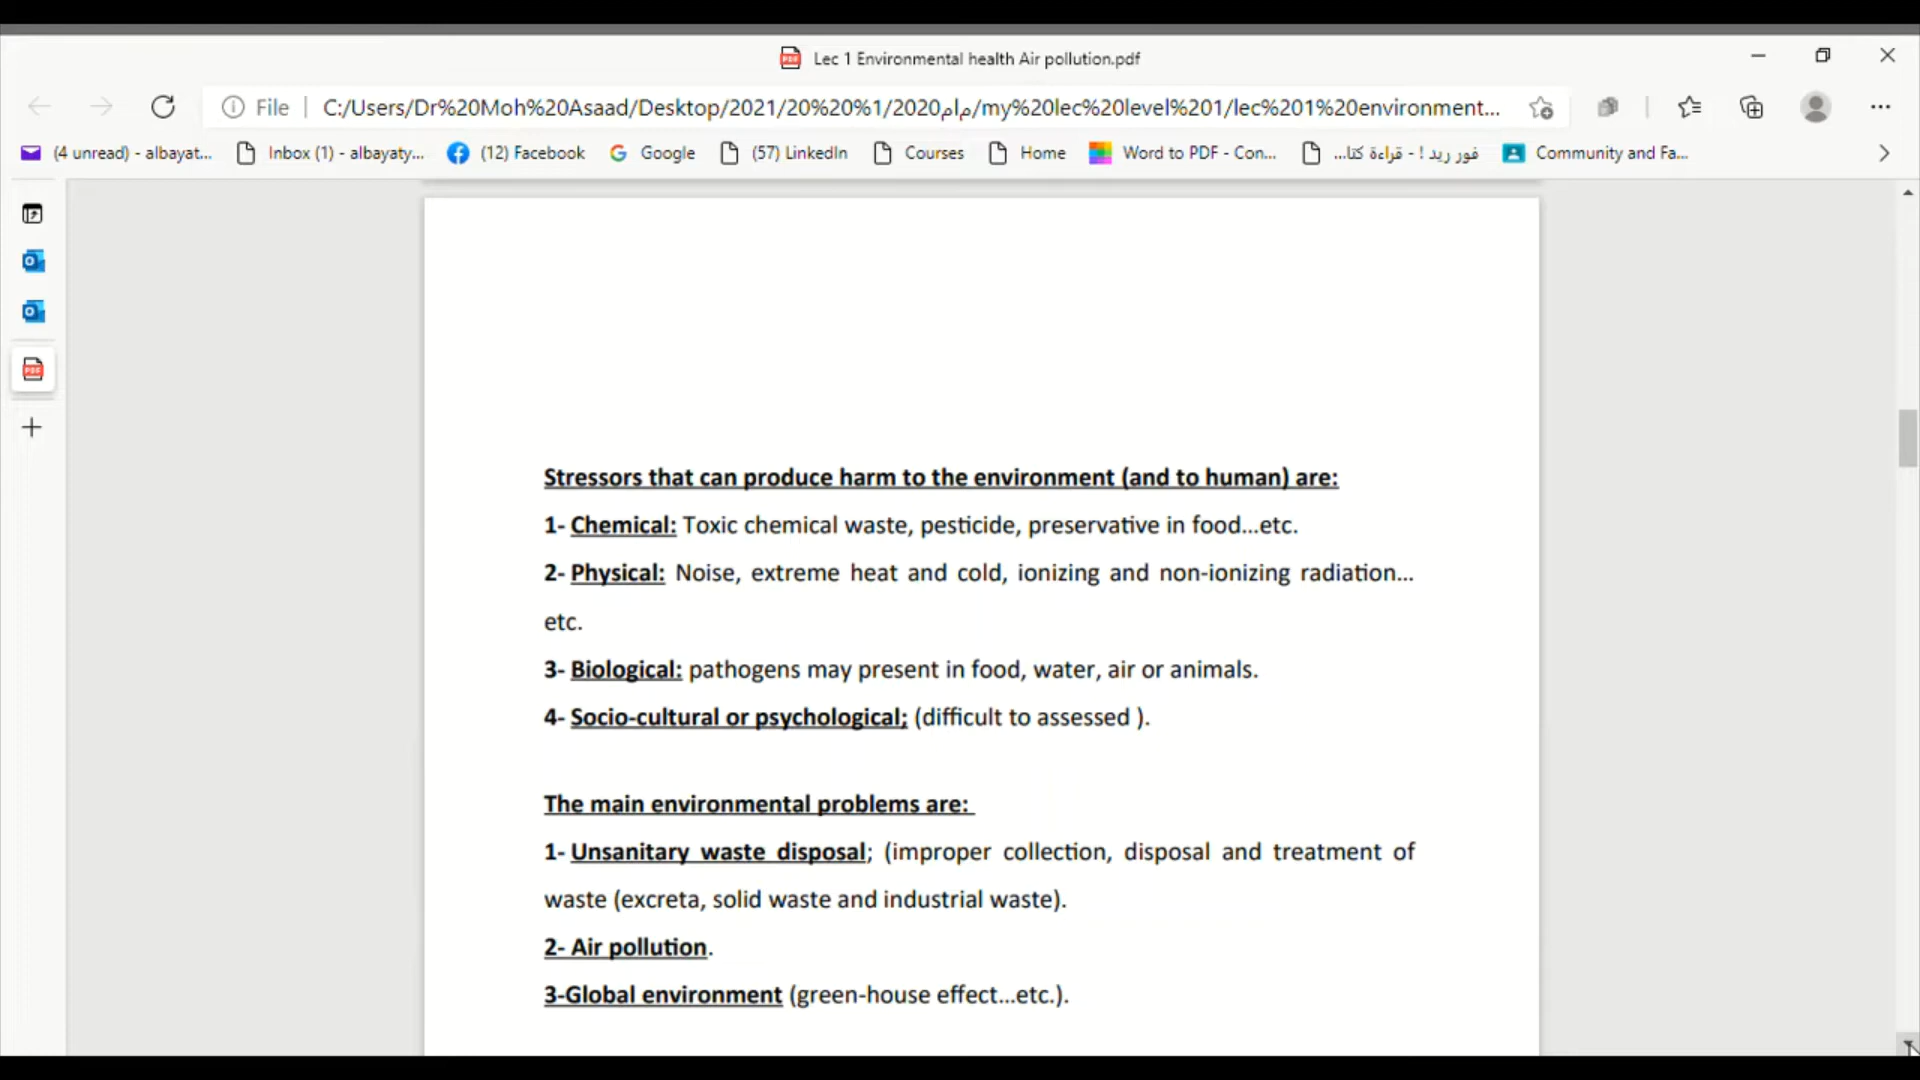 Lec 1 Environmental health Air pollution.pdf
File
C:/Users/Dr%20Moh%20Asaad/Desktop/2021/20%20%1/2020مام/my%20lec%20level%201/lec%201%20environment...
(4 unread) - albayat...
Inbox (1) - albayaty...
(12) Facebook
Google
(57) LinkedIn
Courses
Home
Word to PDF - Con...
فور ريد ! - قراءة كتا...
Community and Fa...
Stressors that can produce harm to the environment (and to human) are:
1- Chemical: Toxic chemical waste, pesticide, preservative in food...etc.
2- Physical: Noise, extreme heat and cold, ionizing and non-ionizing radiation...
etc.
3- Biological: pathogens may present in food, water, air or animals.
4- Socio-cultural or psychological; (difficult to assessed ).
The main environmental problems are:
1- Unsanitary waste disposal; (improper collection, disposal and treatment of
waste (excreta, solid waste and industrial waste).
2- Air pollution.
3-Global environment (green-house effect...etc.).